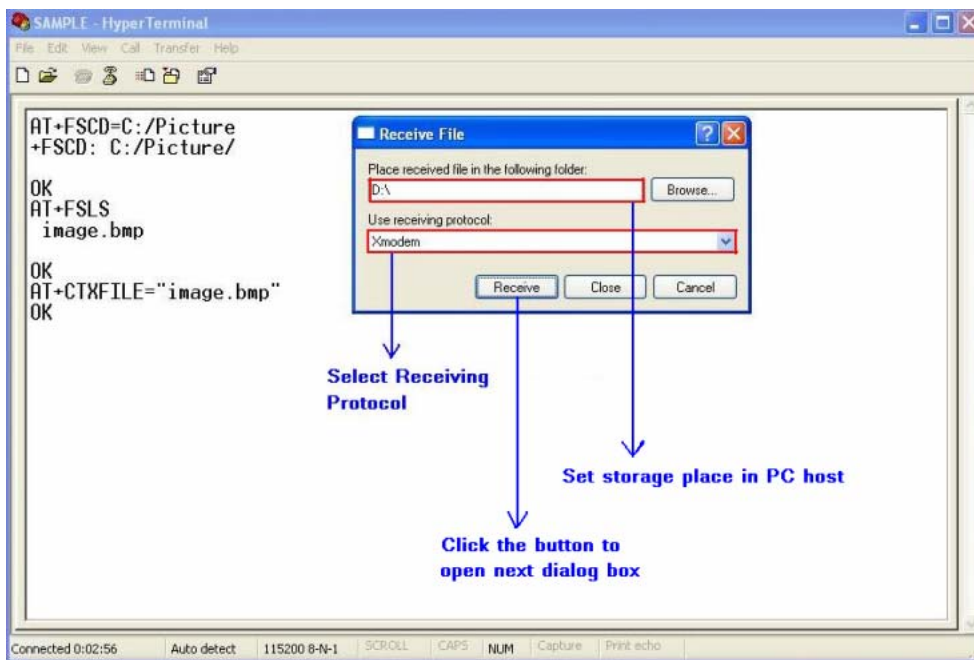 SAMPLE - HyperTerminal
File Edit View Call Transfer Help
AT+FSCD=C:/Picture
+FSCD: C:/Picture/
OK
AT+FSLS
image.bmp
OK
AT+CTXFILE="image.bmp"
OK
Receive File
Place received file in the following folder:
D:\
Browse...
Use receiving protocol:
Xmodem
Receive
Close
Cancel
Select Receiving
Protocol
Set storage place in PC host
Click the button to
open next dialog box
Connected 0:02:56 Auto detect 115200 8-N-1 SCROLL CAPS NUM Capture Print echo